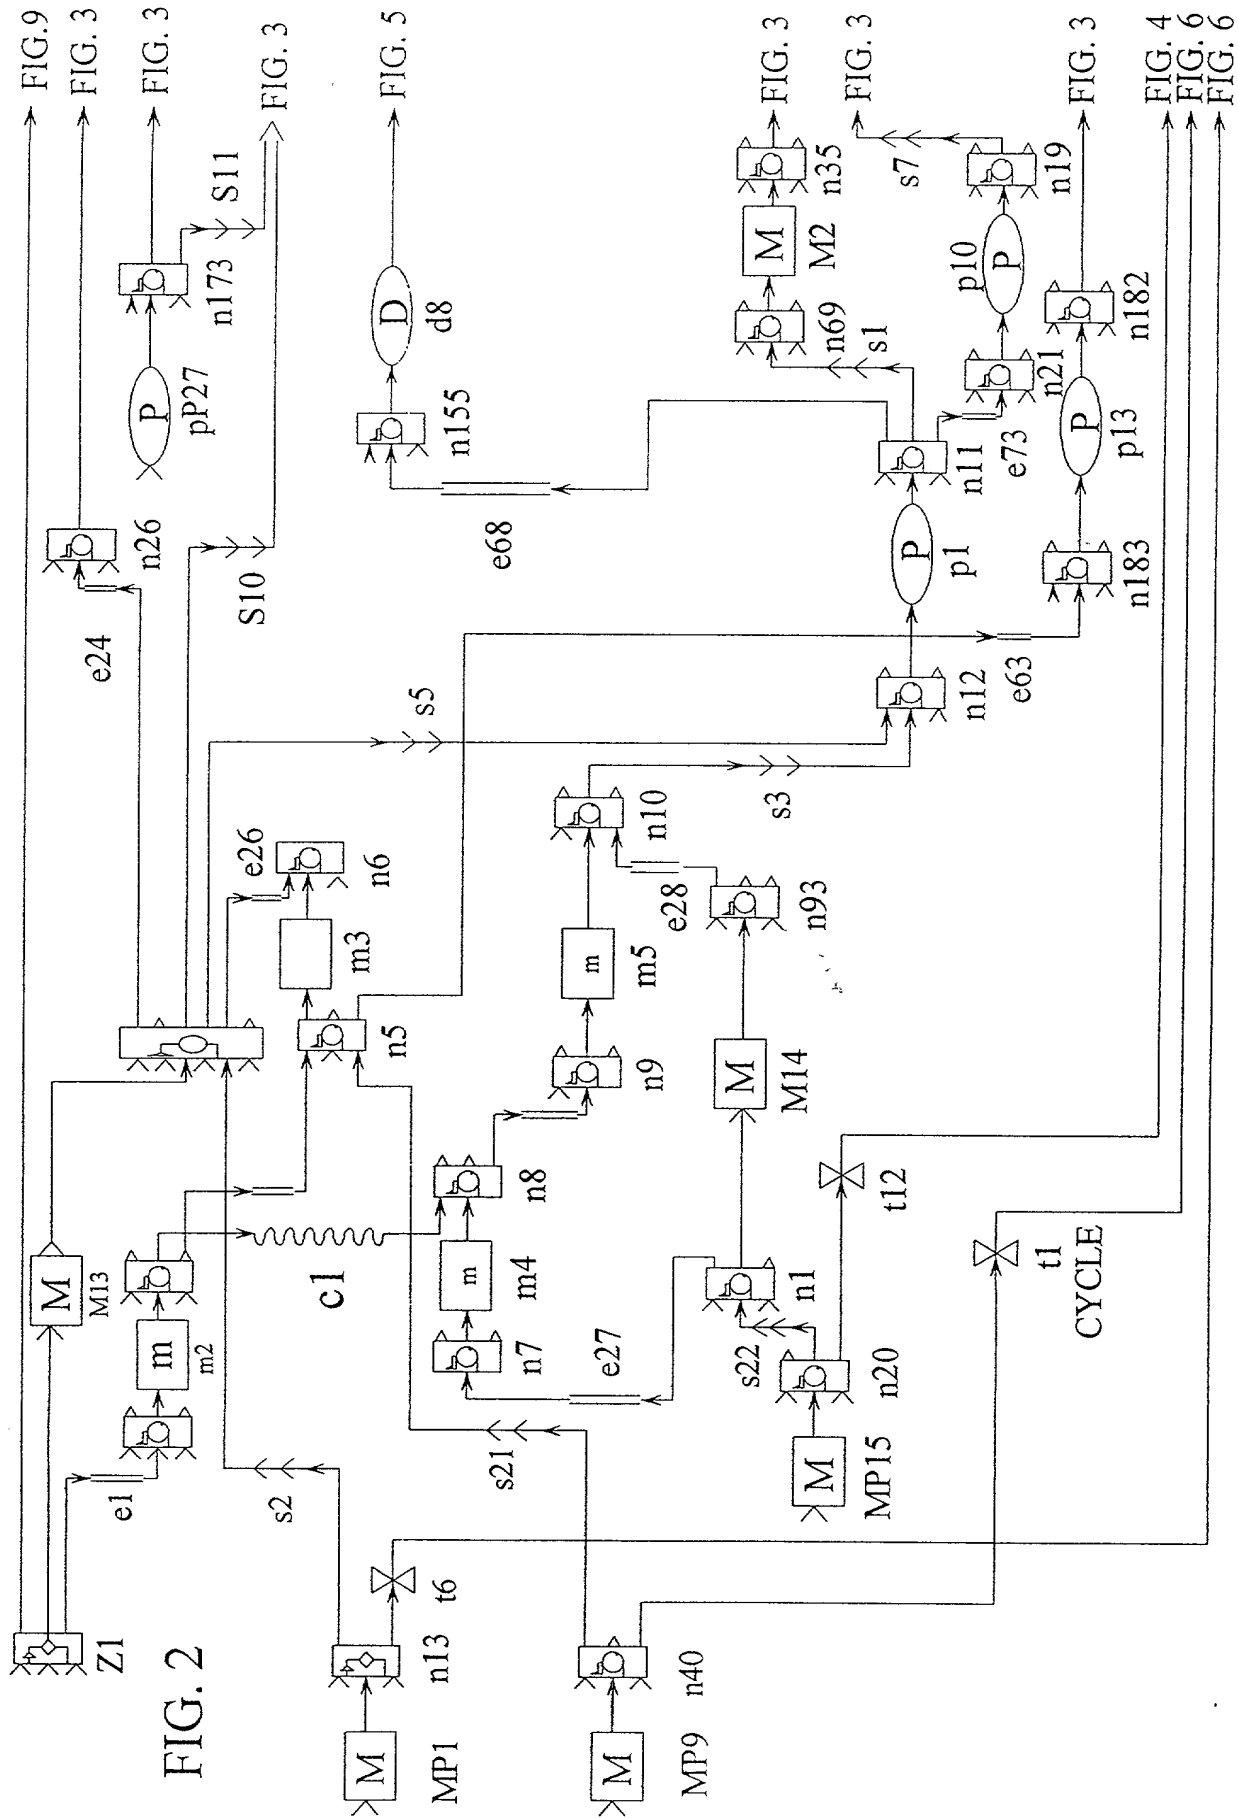 FIG. 2
FIG.9
FIG. 3
FIG. 3
FIG. 3
FIG. 5
FIG. 3
FIG. 3
FIG. 3
FIG. 4
FIG. 6
FIG. 6
Z1
e1
M
M13
m
m2
c1
s2
M
MP1
n13
t6
M
MP9
n40
s21
e24
n26
P
pP27
n173
S11
S10
s5
e26
n6
m3
n5
n7
m
m4
n8
n9
m
m5
n10
s3
e27
M
MP15
n20
s22
n1
M
M14
n93
e28
t12
t1
CYCLE
n12
P
p1
n11
e68
n155
D
d8
s1
n69
M
M2
n35
e73
n21
P
p10
n19
s7
e63
n183
P
p13
n182